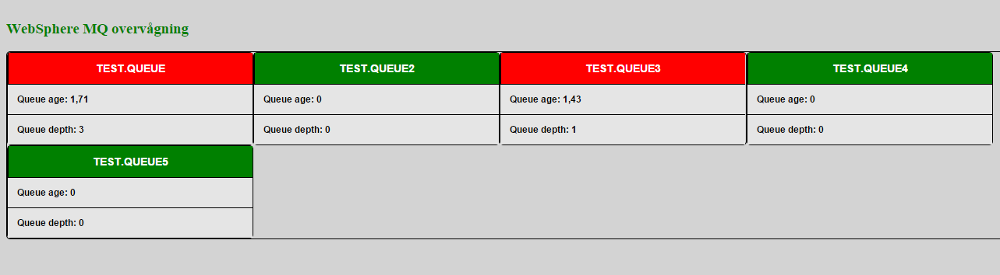 WebSphere MQ overvågning
TEST.QUEUE TEST.QUEUE2 TEST.QUEUE3 TEST.QUEUE4
Queue age: 1,71 Queue age: 0 Queue age: 1,43 Queue age: 0
Queue depth: 3 Queue depth: 0 Queue depth: 1 Queue depth: 0
TEST.QUEUE5
Queue age: 0
Queue depth: 0